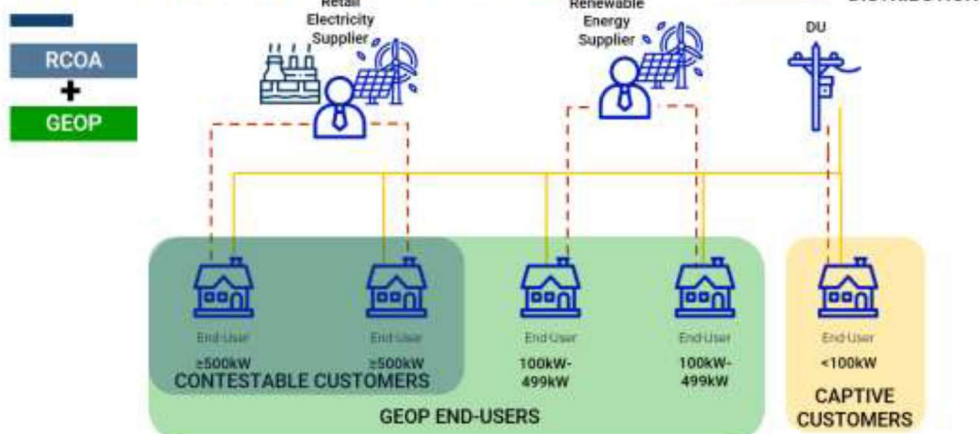 Retail
Electricity
Supplier
Renewable
Energy
Supplier
DISTRIBUTION
DU
RCOA
+
GEOP
End-User
End-User
End-User
End-User
End-User
≥500kW
≥500kW
100kW-
499kW
100kW-
499kW
<100kW
CONTESTABLE CUSTOMERS
GEOP END-USERS
CAPTIVE
CUSTOMERS